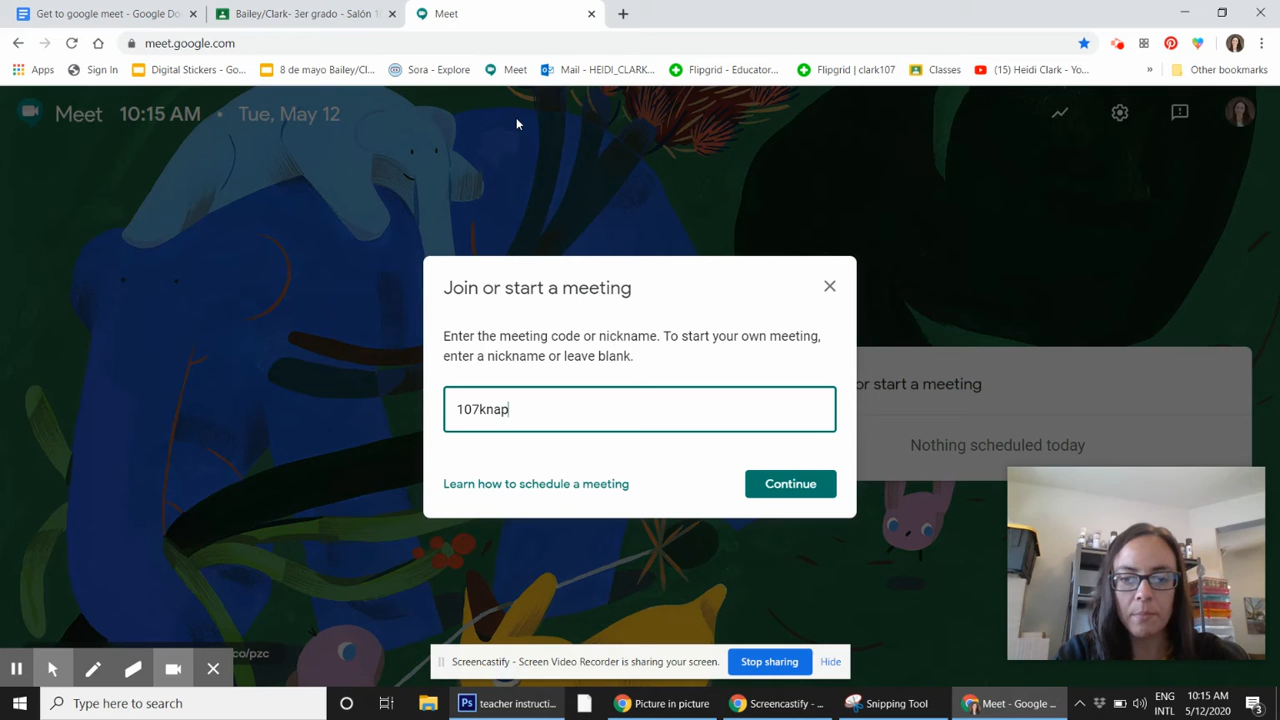 Get to google meet - Google Do
Bailey/Clark- 3er grado - Salón 1
Meet
meet.google.com
Apps
Sign In
Digital Stickers - Go...
8 de mayo Bailey/Cl...
Sora - Explore
Meet
Mail - HEIDI_CLARK...
Flipgrid - Educator...
Flipgrid | clark107
Classes
(15) Heidi Clark - Yo...
»
Other bookmarks
Meet 10:15 AM • Tue, May 12
Join or start a meeting
Enter the meeting code or nickname. To start your own meeting,
enter a nickname or leave blank.
107knap
Learn how to schedule a meeting
Continue
or start a meeting
Nothing scheduled today
co/pzc
Screencastify - Screen Video Recorder is sharing your screen.
Stop sharing
Hide
Type here to search
Ps
teacher instructi...
Picture in picture
Screencastify - ...
Snipping Tool
Meet - Google ...
ENG
INTL
10:15 AM
5/12/2020
3